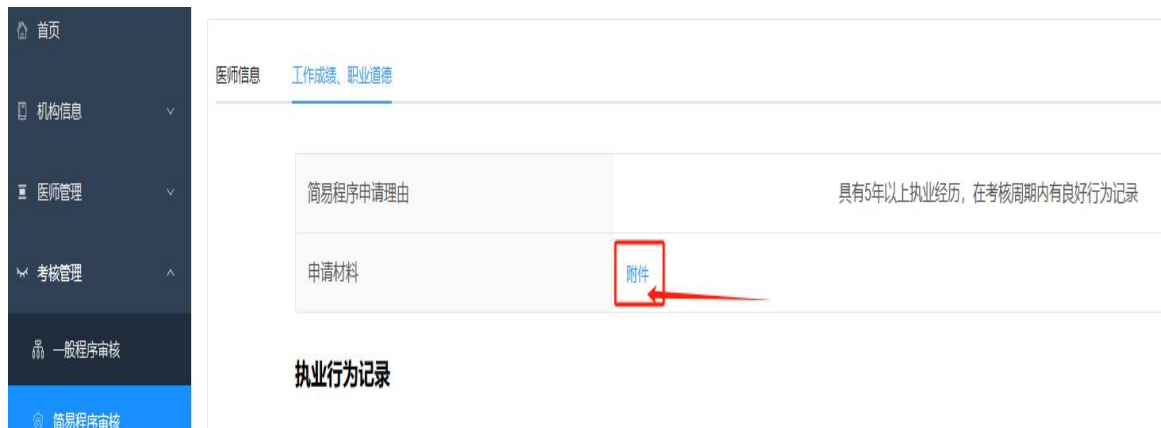 首页
机构信息
医师管理
考核管理
一般程序审核
简易程序审核
医师信息
工作成绩、职业道德
简易程序申请理由
具有5年以上执业经历，在考核周期内有良好行为记录
申请材料
附件
执业行为记录